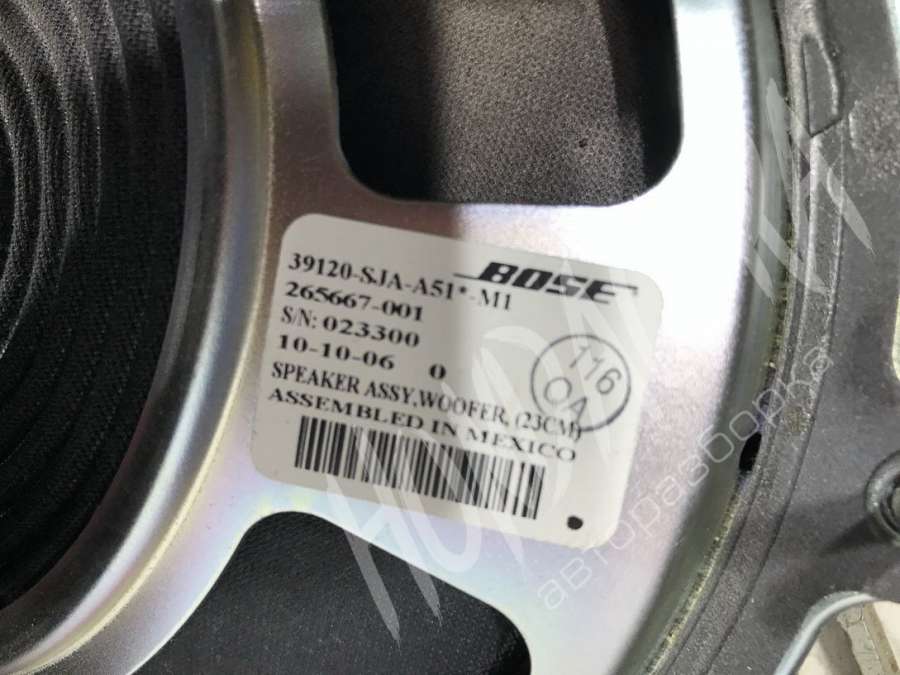 BOSE
39120-SJA-A51*-M1
265667-001
S/N: 023300
10-10-06 0
116
OA
SPEAKER ASSY,WOOFER, (23CM)
ASSEMBLED IN MEXICO
авторазборка